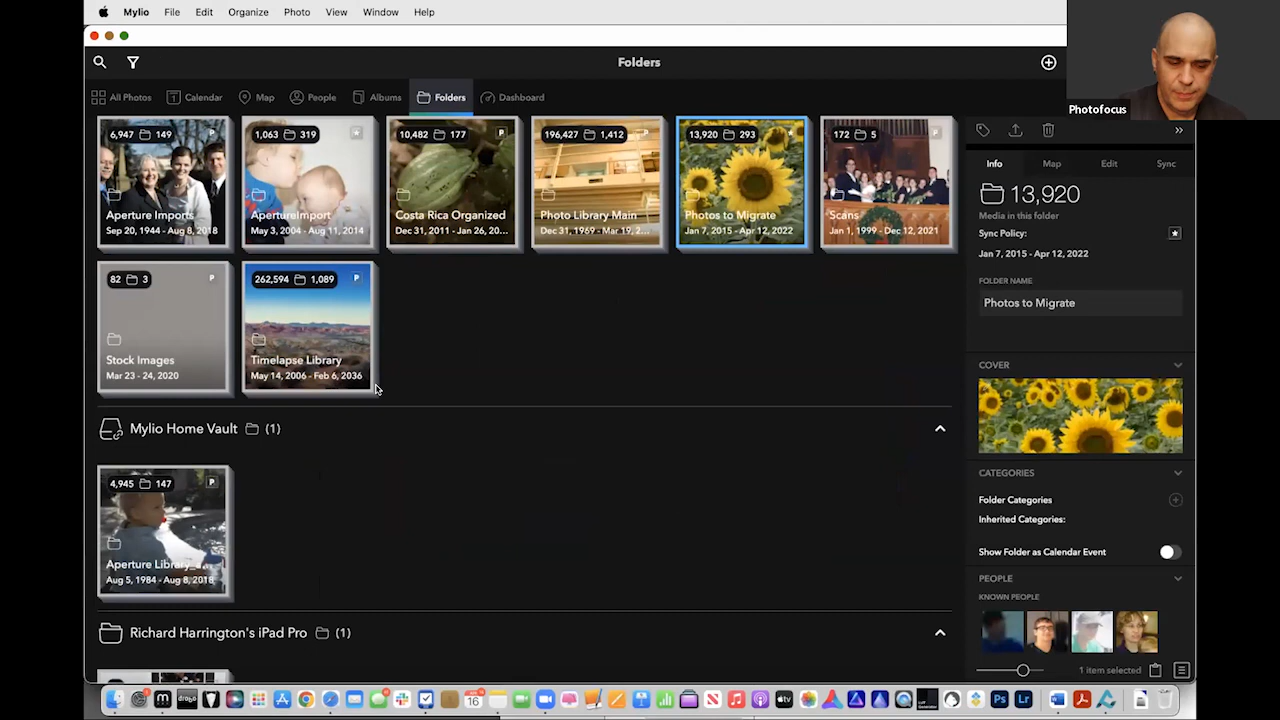 Mylio File Edit Organize Photo View Window Help
Folders
Photofocus
All Photos Calendar Map People Albums Folders Dashboard
6,947 149 P
Aperture Imports
Sep 20, 1944 - Aug 8, 2018
1,063 319
ApertureImport
May 3, 2004 - Aug 11, 2014
10,482 177 P
Costa Rica Organized
Dec 31, 2011 - Jan 26, 20...
196,427 1,412 P
Photo Library Main
Dec 31, 1969 - Mar 19, 2...
13,920 293
Photos to Migrate
Jan 7, 2015 - Apr 12, 2022
172 5 P
Scans
Jan 1, 1999 - Dec 12, 2021
82 3 P
Stock Images
Mar 23 - 24, 2020
262,594 1,089 P
Timelapse Library
May 14, 2006 - Feb 6, 2036
Mylio Home Vault (1)
4,945 147 P
Aug 5, 1984 - Aug 8, 2018
Richard Harrington's iPad Pro (1)
Info Map Edit Sync
13,920
Media in this folder
Sync Policy:
Jan 7, 2015 - Apr 12, 2022
FOLDER NAME
Photos to Migrate
COVER
CATEGORIES
Folder Categories
Inherited Categories:
Show Folder as Calendar Event
PEOPLE
KNOWN PEOPLE
1 item selected